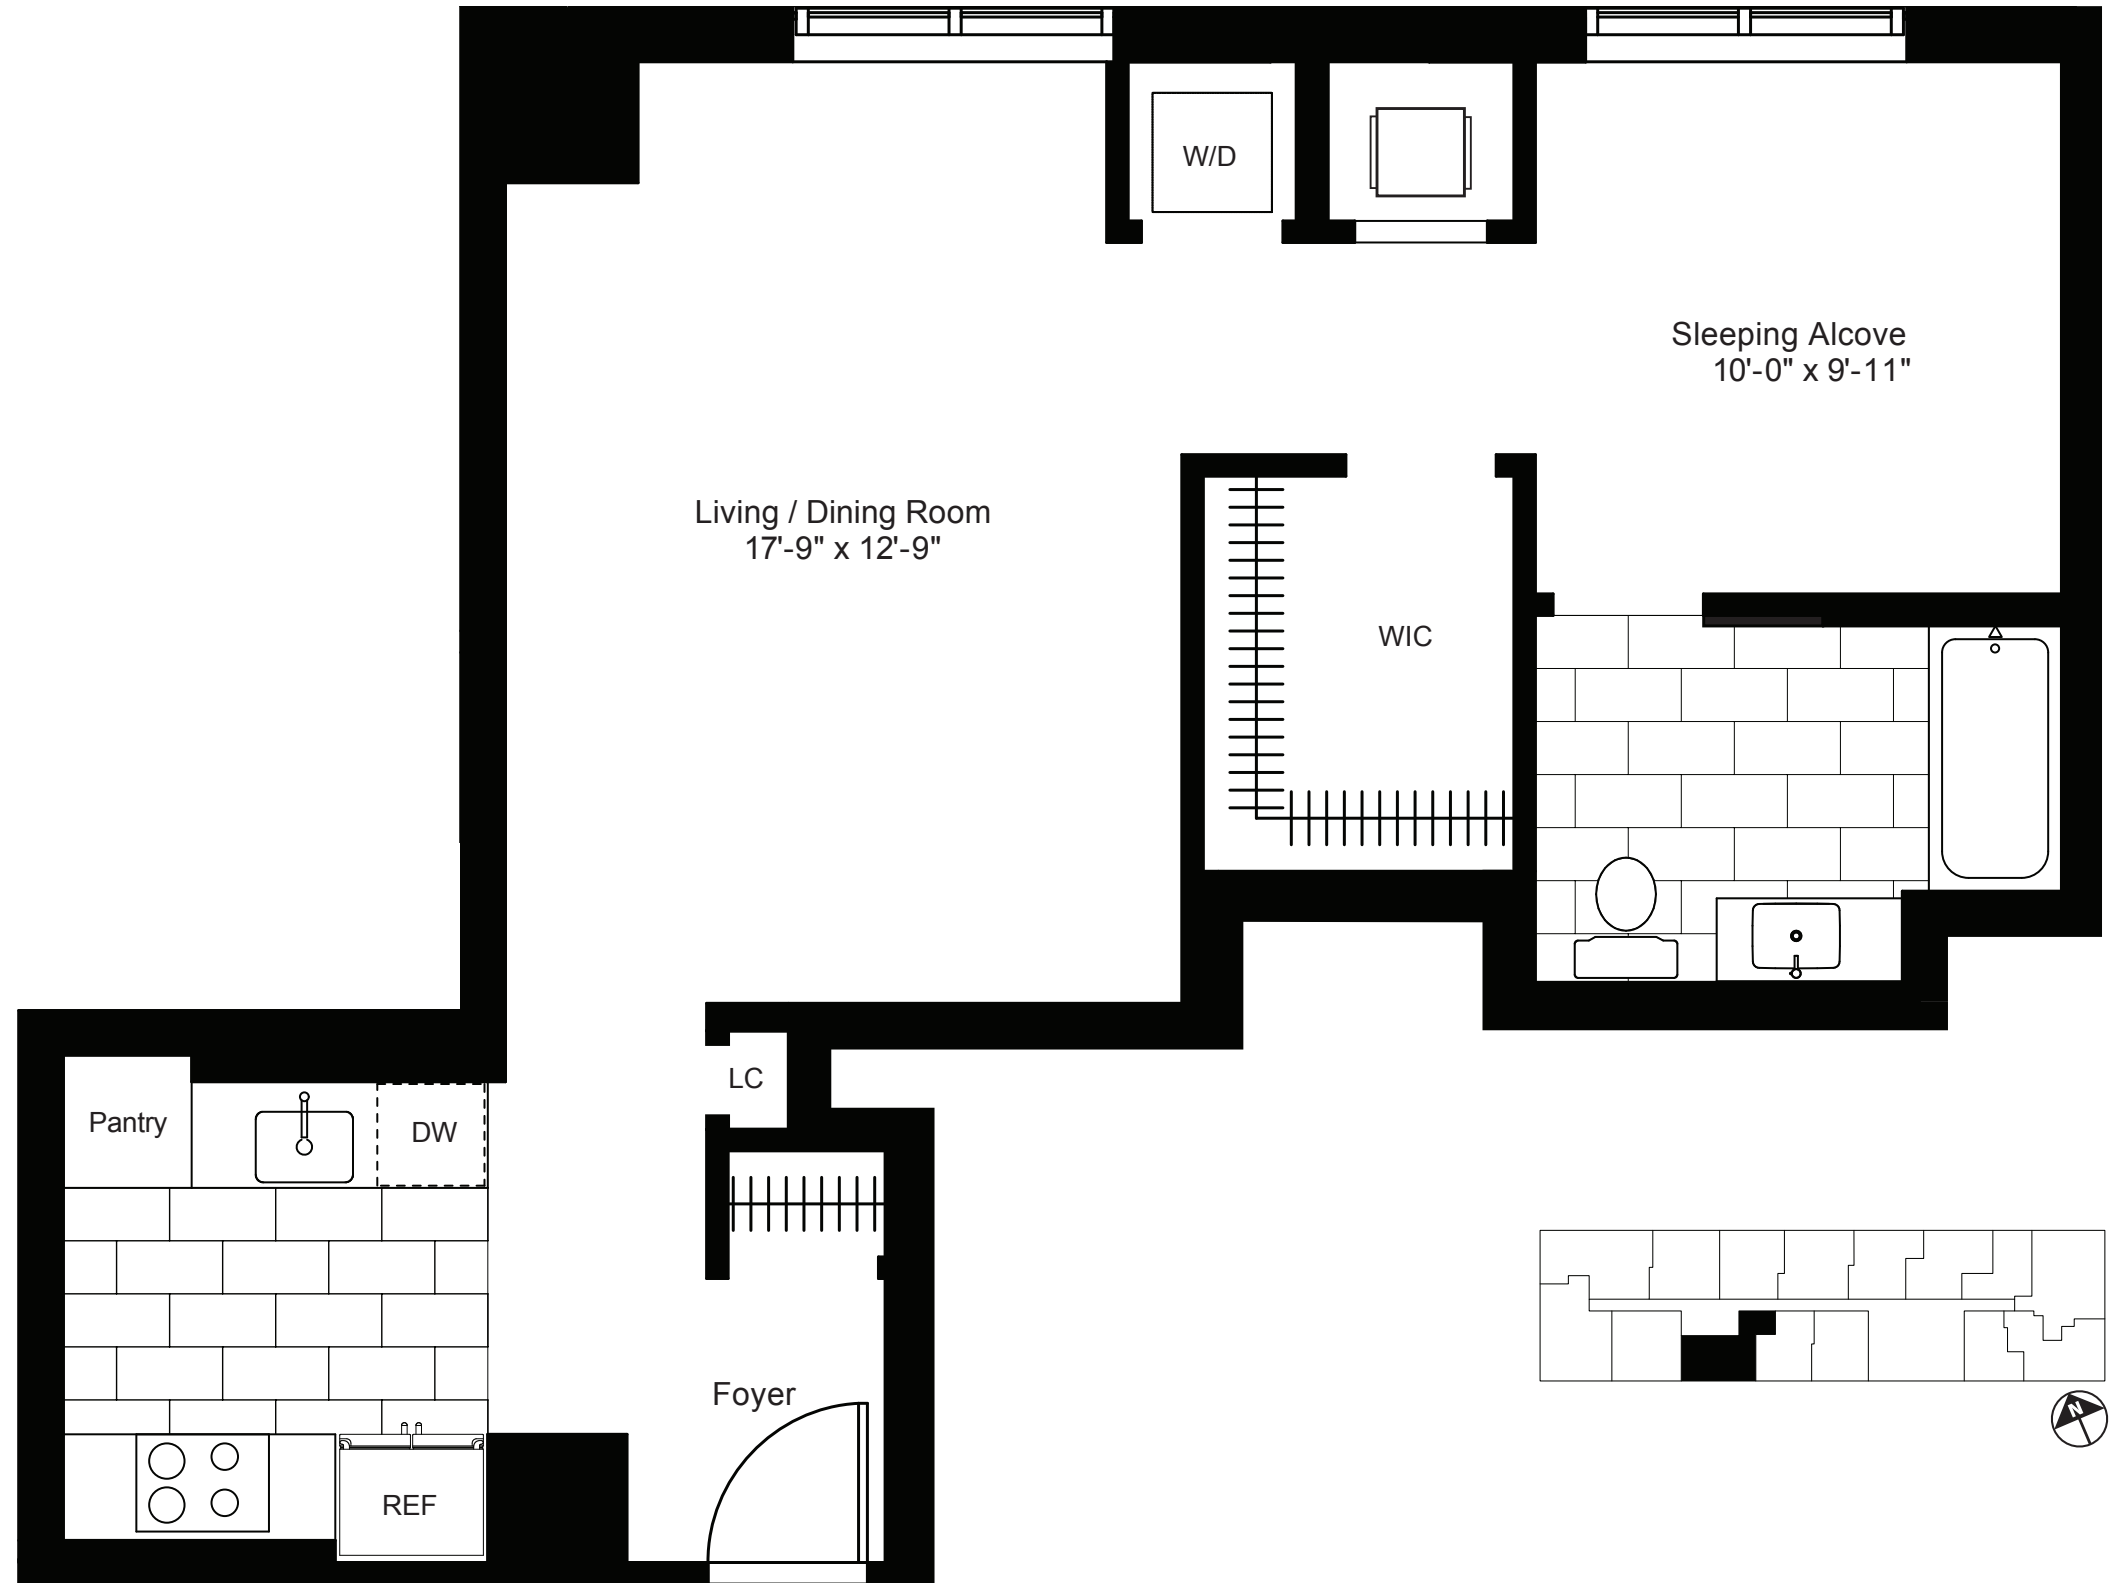 W/D
Sleeping Alcove
10'-0" x 9'-11"
Living / Dining Room
17'-9" x 12'-9"
WIC
LC
Pantry
DW
Foyer
REF
N